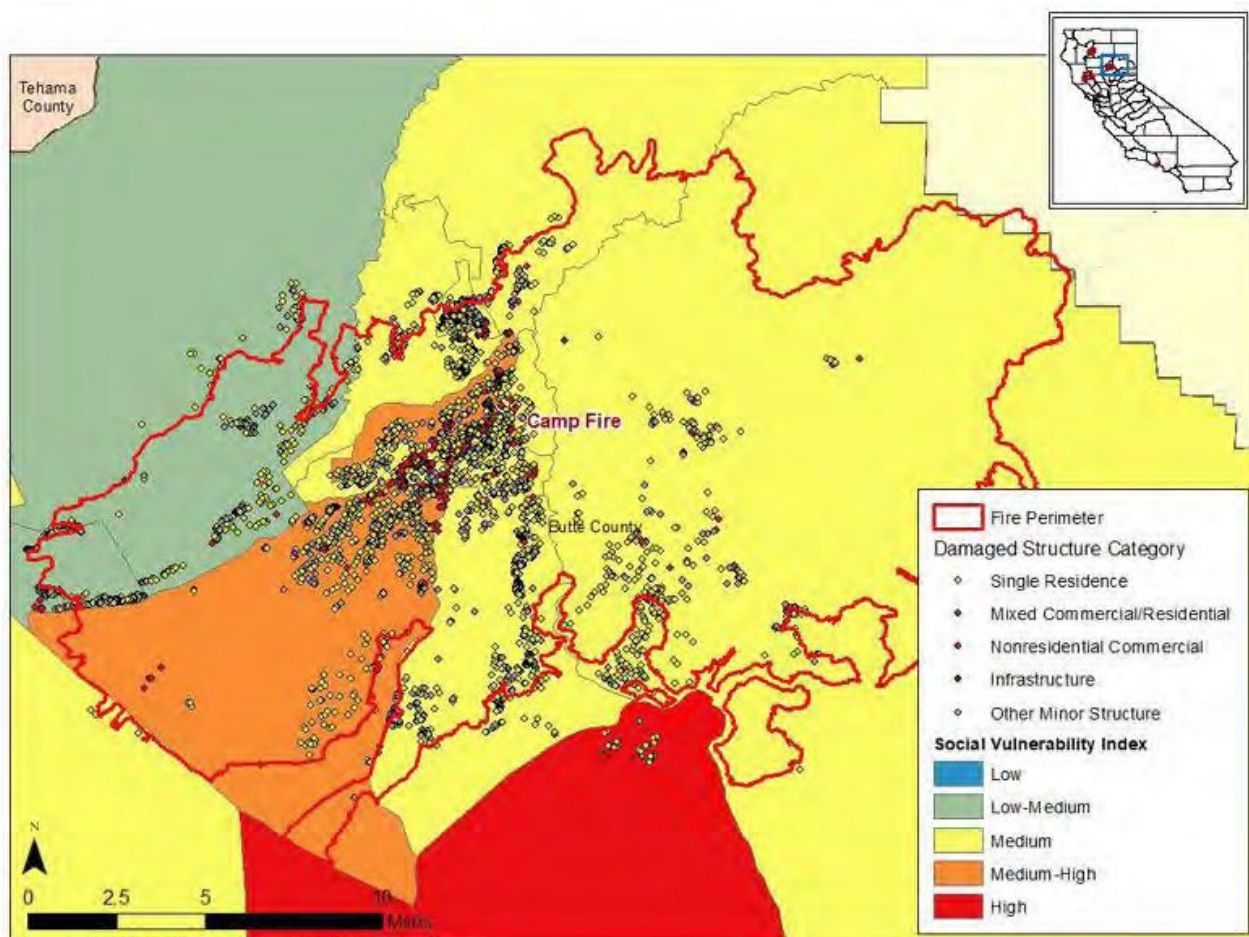 Tehama
County
Camp Fire
Butte County
Fire Perimeter
Damaged Structure Category
Single Residence
Mixed Commercial/Residential
Nonresidential Commercial
Infrastructure
Other Minor Structure
Social Vulnerability Index
Low
Low-Medium
Medium
Medium-High
High
N
0 2.5 5 10
Miles